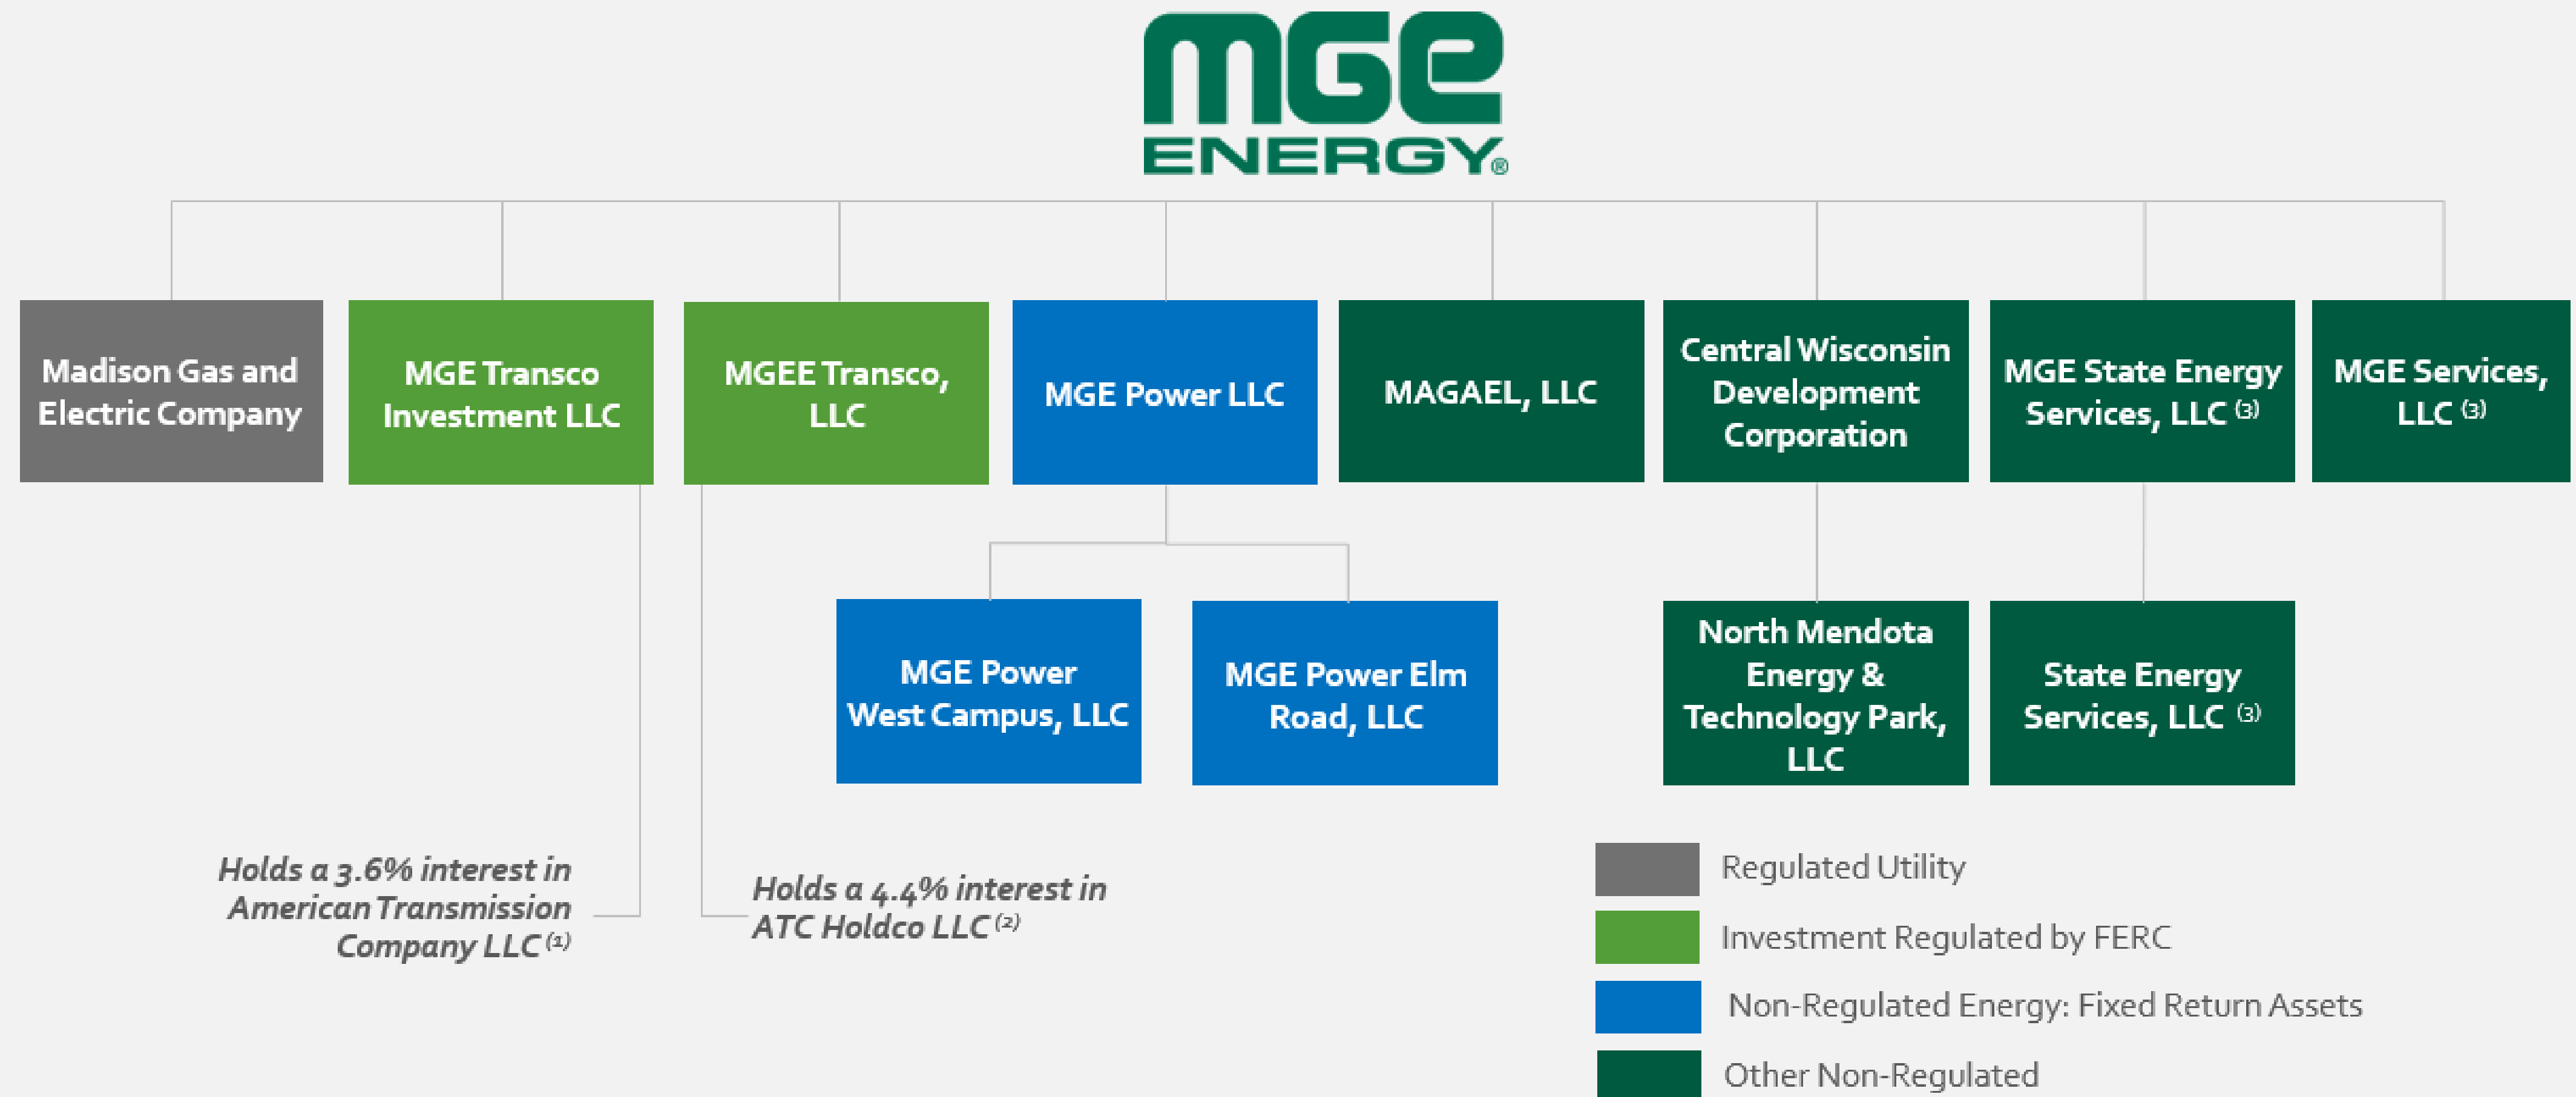 mGe
ENERGY®
Madison Gas and
Electric Company
MGE Transco
Investment LLC
MGEE Transco,
LLC
MGE Power LLC
MAGAEL, LLC
Central Wisconsin
Development
Corporation
MGE State Energy
Services, LLC (3)
MGE Services,
LLC (3)
MGE Power
West Campus, LLC
MGE Power Elm
Road, LLC
North Mendota
Energy &
Technology Park,
LLC
State Energy
Services, LLC (3)
Holds a 3.6% interest in
American Transmission
Company LLC (1)
Holds a 4.4% interest in
ATC Holdco LLC (2)
Regulated Utility
Investment Regulated by FERC
Non-Regulated Energy: Fixed Return Assets
Other Non-Regulated